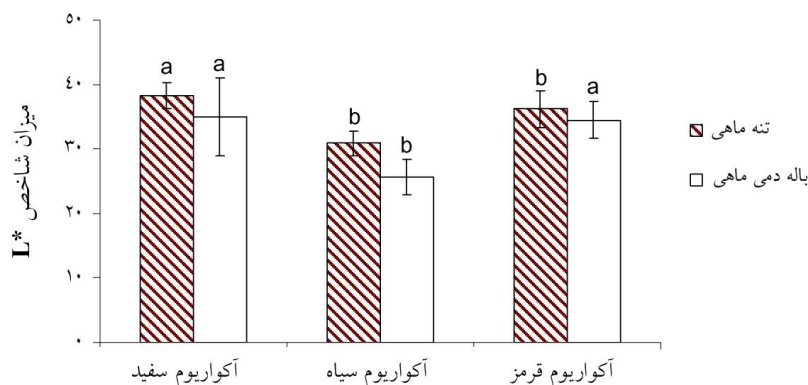 میزان شاخص L*
۵۰
۴۰
۳۰
۲۰
۱۰
۰
a a
b b
b a
آکواریوم سفید
آکواریوم سیاه
آکواریوم قرمز
تنه ماهی
باله دمی ماهی